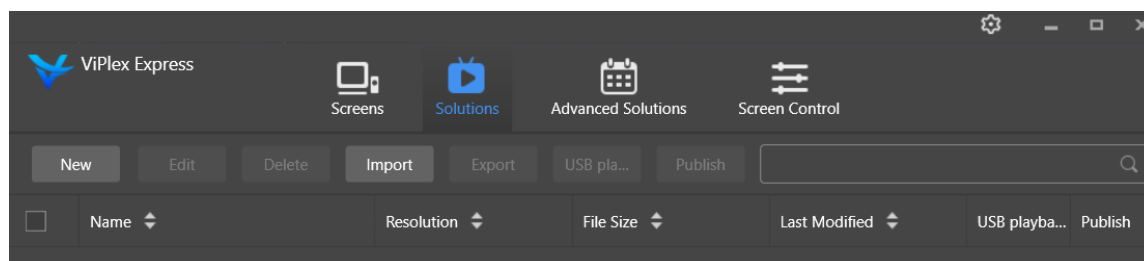 ViPlex Express
Screens Solutions Advanced Solutions Screen Control
New Edit Delete Import Export USB pla... Publish
Name Resolution File Size Last Modified USB playba... Publish